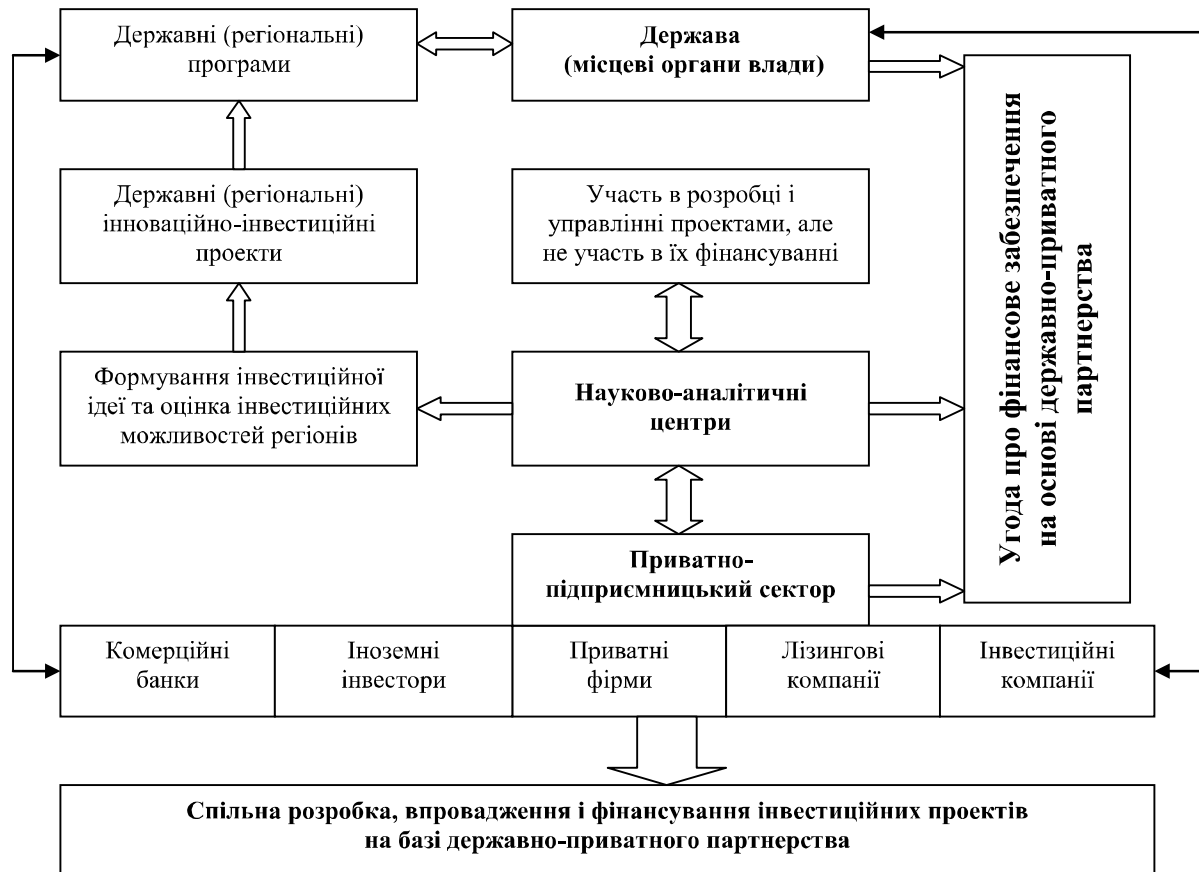 Державні (регіональні)
програми
Держава
(місцеві органи влади)
Державні (регіональні)
інноваційно-інвестиційні
проекти
Участь в розробці і
управлінні проектами, але
не участь в їх фінансуванні
Формування інвестиційної
ідеї та оцінка інвестиційних
можливостей регіонів
Науково-аналітичні
центри
Угода про фінансове забезпечення
на основі державно-приватного
партнерства
Приватно-
підприємницький сектор
Комерційні
банки
Іноземні
інвестори
Приватні
фірми
Лізингові
компанії
Інвестиційні
компанії
Спільна розробка, впровадження і фінансування інвестиційних проектів
на базі державно-приватного партнерства